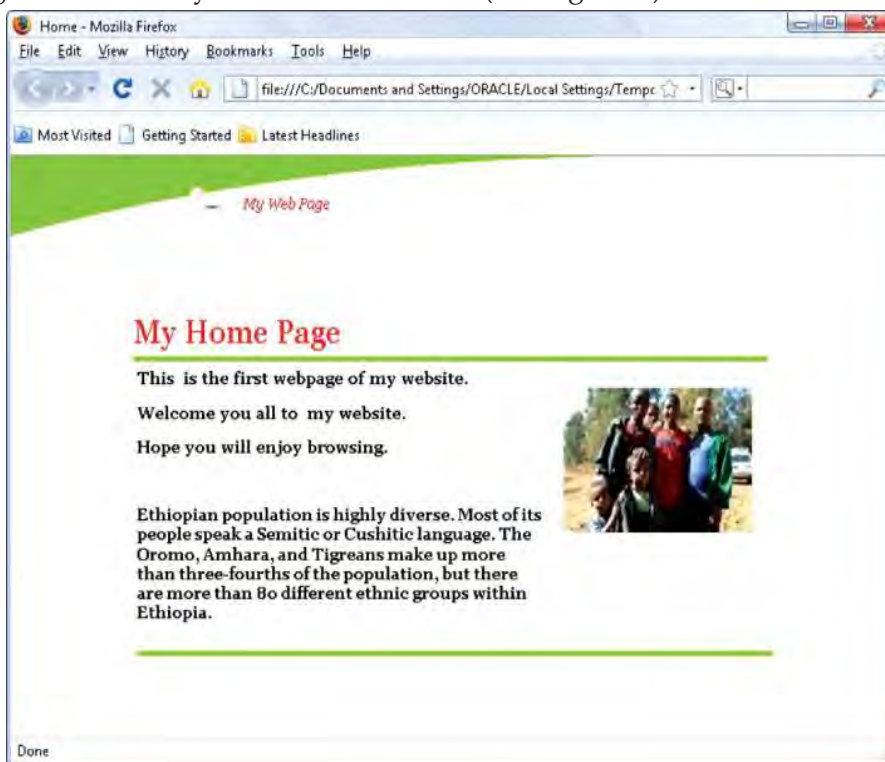 Home - Mozilla Firefox
File Edit View History Bookmarks Tools Help
file:///C:/Documents and Settings/ORACLE/Local Settings/Tempc
Most Visited Getting Started Latest Headlines
My Web Page
My Home Page
This is the first webpage of my website.
Welcome you all to my website.
Hope you will enjoy browsing.
Ethiopian population is highly diverse. Most of its
people speak a Semitic or Cushitic language. The
Oromo, Amhara, and Tigreans make up more
than three-fourths of the population, but there
are more than 80 different ethnic groups within
Ethiopia.
Done